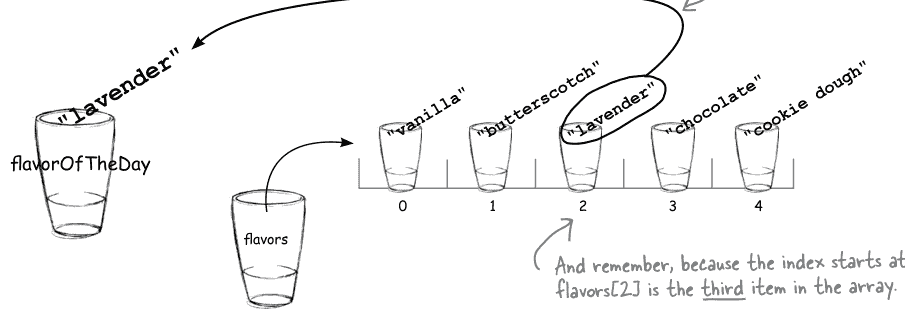 "lavender"
flavorOfTheDay
"vanilla"
"butterscotch"
"lavender"
"chocolate"
"cookie dough"
flavors
0 1 2 3 4
And remember, because the index starts at
flavors[2] is the third item in the array.